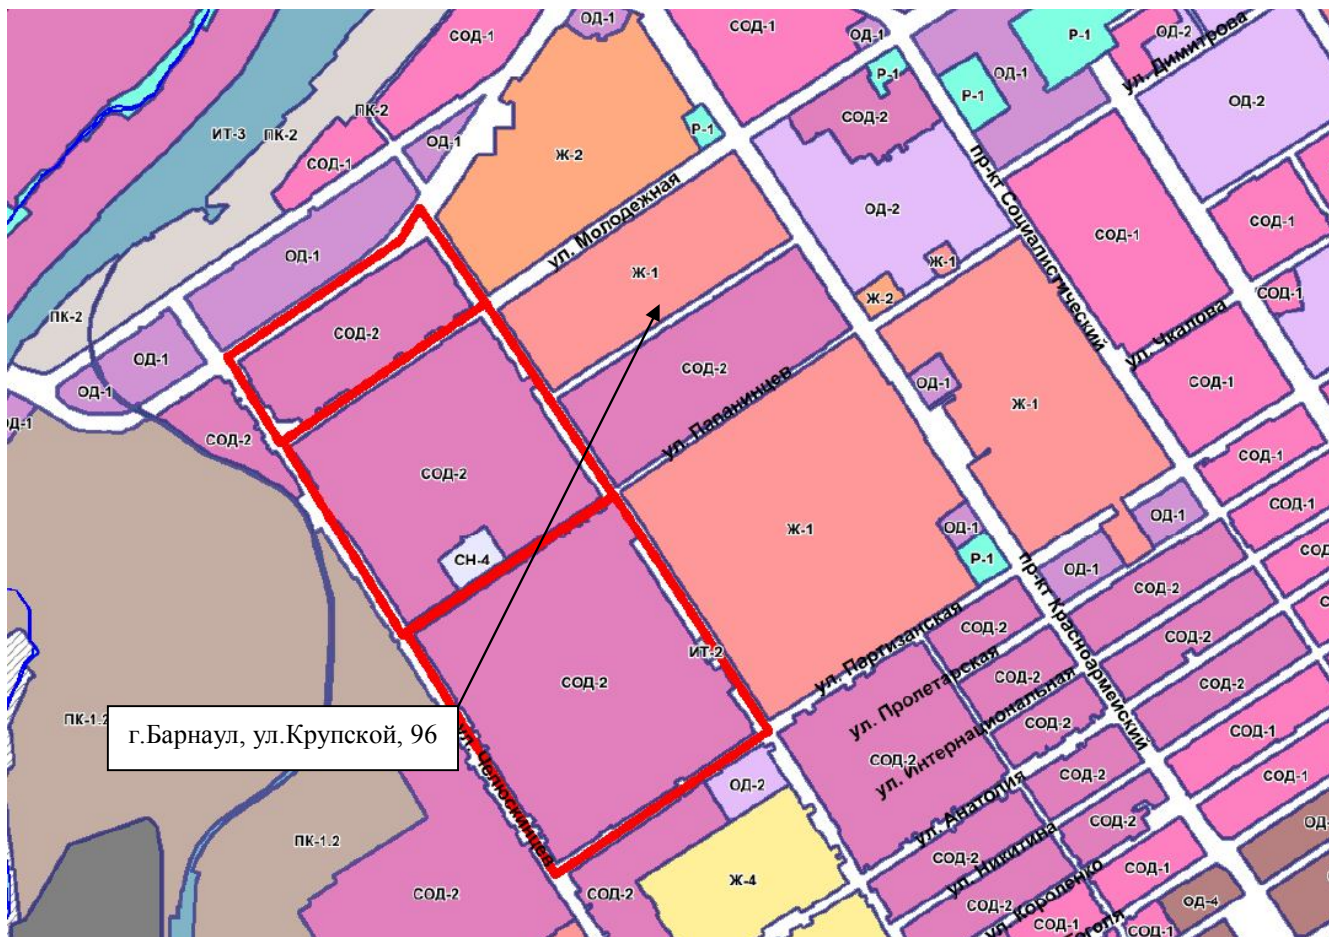 ОД-1
СОД-1
СОД-1
ОД-1
Р-1
ОД-1
Р-1
ОД-2
ул. Димитрова
Р-1
ОД-2
ПК-2
ИТ-3
ПК-2
ОД-1
СОД-1
Ж-2
Р-1
СОД-2
пр-кт Социалистический
ул. Молодежная
ОД-2
СОД-1
СОД-1
ОД-1
Ж-1
Ж-1
Ж-2
СОД-1
ПК-2
СОД-2
ул. Чкалова
ОД-1
ОД-1
СОД-2
ОД-1
СОД-1
Ж-1
ул. Папанинцев
СОД-2
СОД-2
СОД-1
СОД-1
ОД-1
Ж-1
ОД-1
СН-4
Р-1
ОД-1
пр-кт Красноармейский
СОД-2
ул. Партизанская
СОД-2
СОД-2
ИТ-2
ул. Пролетарская
СОД-2
СОД-2
СОД-2
ул. Интернациональная
ПК-1.2
г.Барнаул, ул.Крупской, 96
СОД-2
СОД-1
ул. Челюскинцев
СОД-2
СОД-2
СОД-1
ОД-2
ул. Анатолия
СОД-2
ПК-1.2
СОД-2
ул. Никитина
СОД-1
СОД-2
Ж-4
СОД-2
СОД-2
ул. Короленко
ОД-4
СОД-1
СОД-1